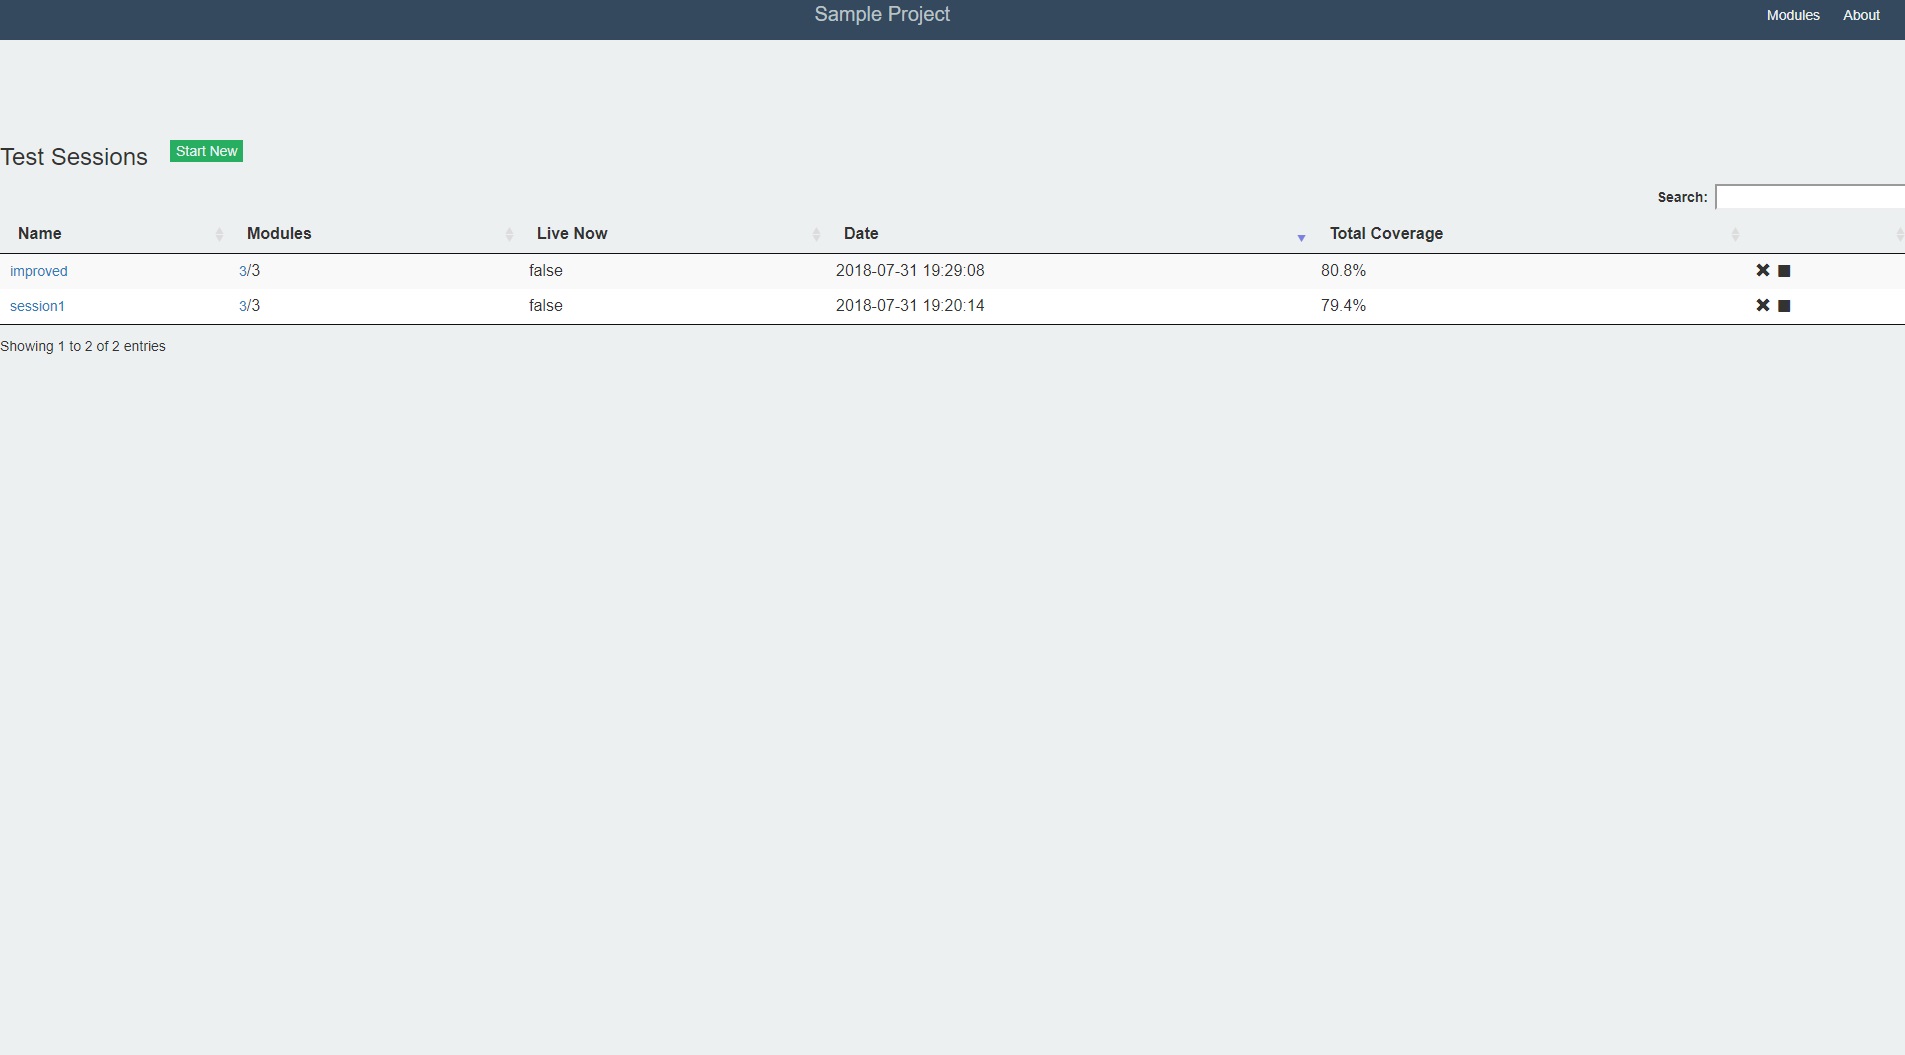 Sample Project Modules About
Test Sessions Start New
Search:
Name Modules Live Now Date Total Coverage
improved 3/3 false 2018-07-31 19:29:08 80.8%
session1 3/3 false 2018-07-31 19:20:14 79.4%
Showing 1 to 2 of 2 entries